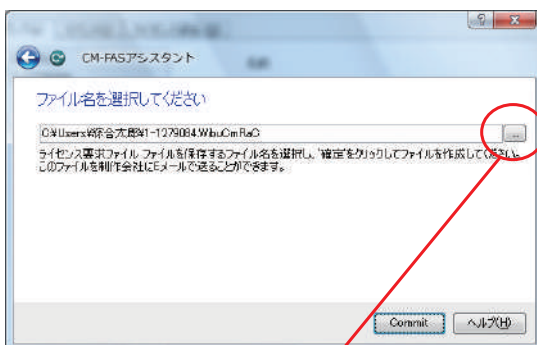 CM-FASアシスタント
ファイル名を選択してください
C:¥Users¥綜合太郎¥1-1279084.WibuCmRaC
...
ライセンス要求ファイル ファイルを保存するファイル名を選択し、'確定'をクリックしてファイルを作成してください。
このファイルを制作会社にEメールで送ることができます。
Commit
ヘルプ(H)